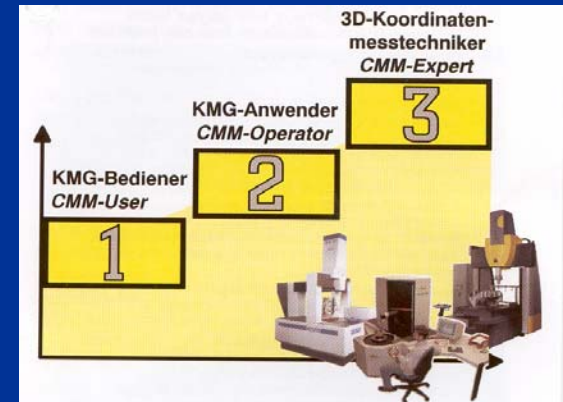 3D-Koordinaten-
messtechniker
CMM-Expert
3
KMG-Anwender
CMM-Operator
2
KMG-Bediener
CMM-User
1